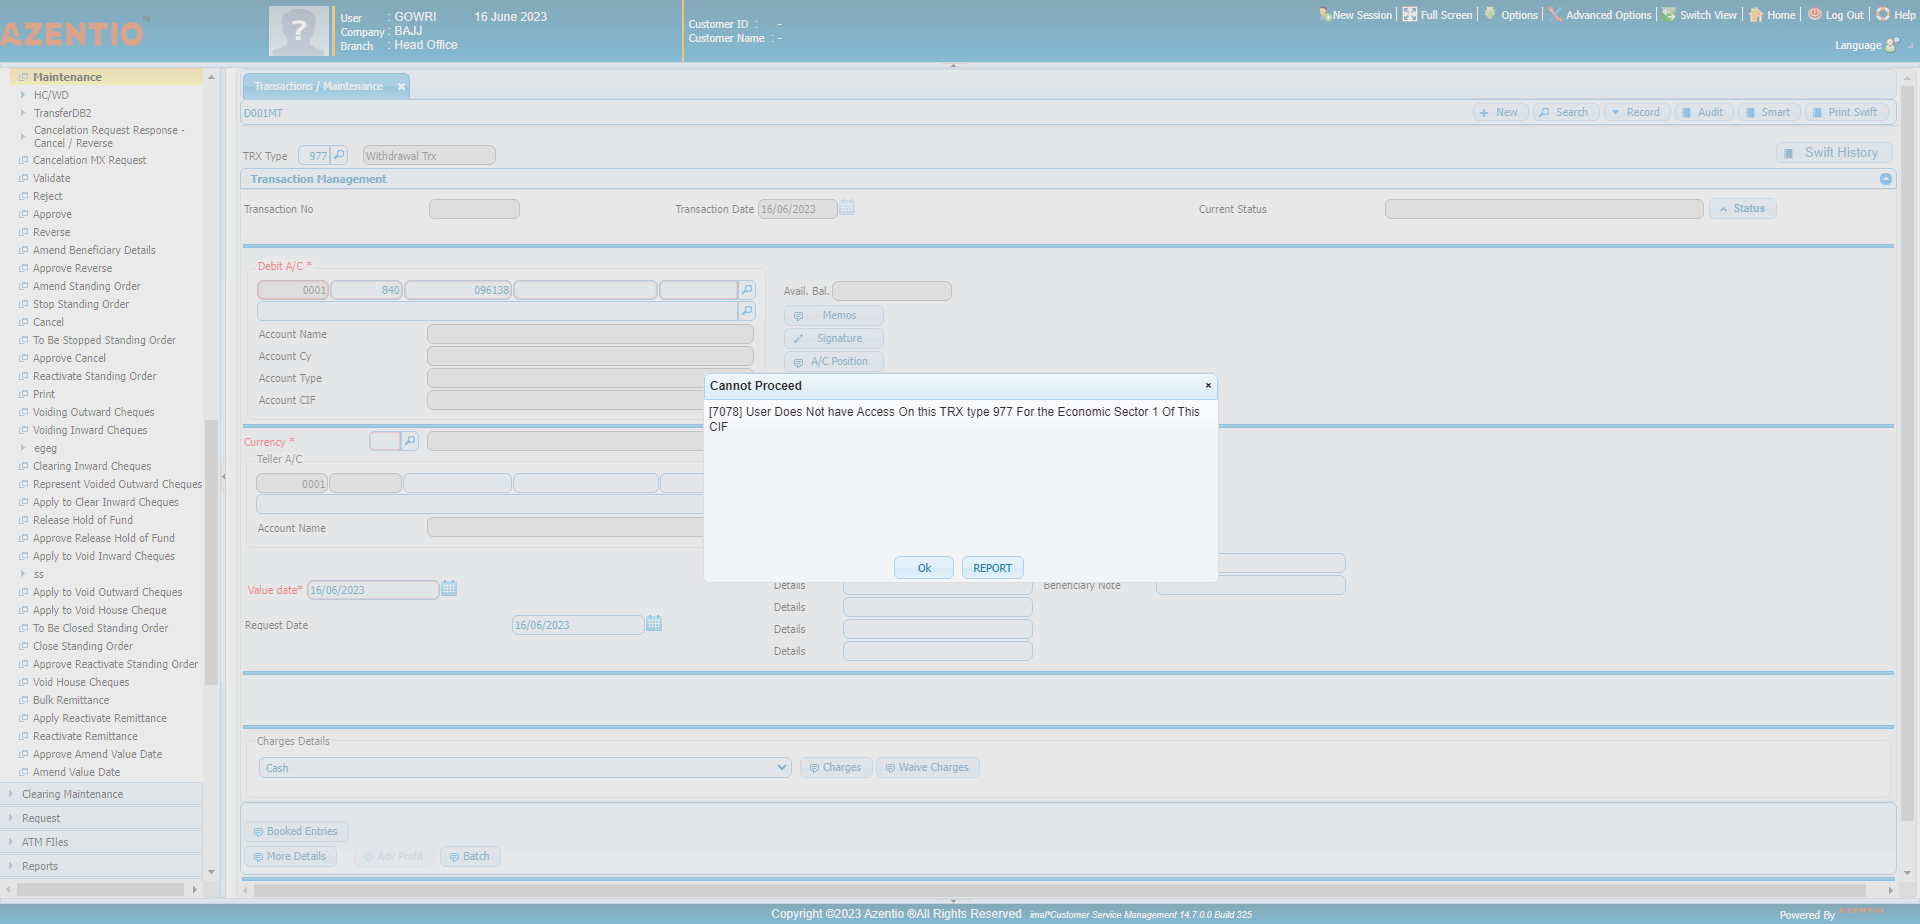 AZENTIO
User : GOWRI 16 June 2023
Company : BAJJ
Branch : Head Office
Customer ID : -
Customer Name : -
New Session Full Screen Options Advanced Options Switch View Home Log Out Help
Language
Maintenance
HC/WD
TransferDB2
Cancelation Request Response -
Cancel / Reverse
Cancelation MX Request
Validate
Reject
Approve
Reverse
Amend Beneficiary Details
Approve Reverse
Amend Standing Order
Stop Standing Order
Cancel
To Be Stopped Standing Order
Approve Cancel
Reactivate Standing Order
Print
Voiding Outward Cheques
Voiding Inward Cheques
egeg
Clearing Inward Cheques
Represent Voided Outward Cheques
Apply to Clear Inward Cheques
Release Hold of Fund
Approve Release Hold of Fund
Apply to Void Inward Cheques
ss
Apply to Void Outward Cheques
Apply to Void House Cheque
To Be Closed Standing Order
Close Standing Order
Approve Reactivate Standing Order
Void House Cheques
Bulk Remittance
Apply Reactivate Remittance
Reactivate Remittance
Approve Amend Value Date
Amend Value Date
Clearing Maintenance
Request
ATM FIles
Reports
Transactions / Maintenance
D001MT
New Search Record Audit Smart Print Swift
TRX Type 977 Withdrawal Trx
Swift History
Transaction Management
Transaction No Transaction Date 16/06/2023 Current Status Status
Debit A/C *
0001 840 096138
Avail. Bal.
Memos
Account Name
Signature
Account Cy
A/C Position
Account Type
Account CIF
Cannot Proceed
[7078] User Does Not have Access On this TRX type 977 For the Economic Sector 1 Of This
CIF
Ok REPORT
Currency *
Teller A/C
0001
Account Name
Value date* 16/06/2023
Details Beneficiary Note
Details
Request Date 16/06/2023
Details
Details
Charges Details
Cash Charges Waive Charges
Booked Entries
More Details Adv Profit Batch
Copyright ©2023 Azentio ®All Rights Reserved imal*Customer Service Management 14.7.0.0 Build 325
Powered By AZENTIO